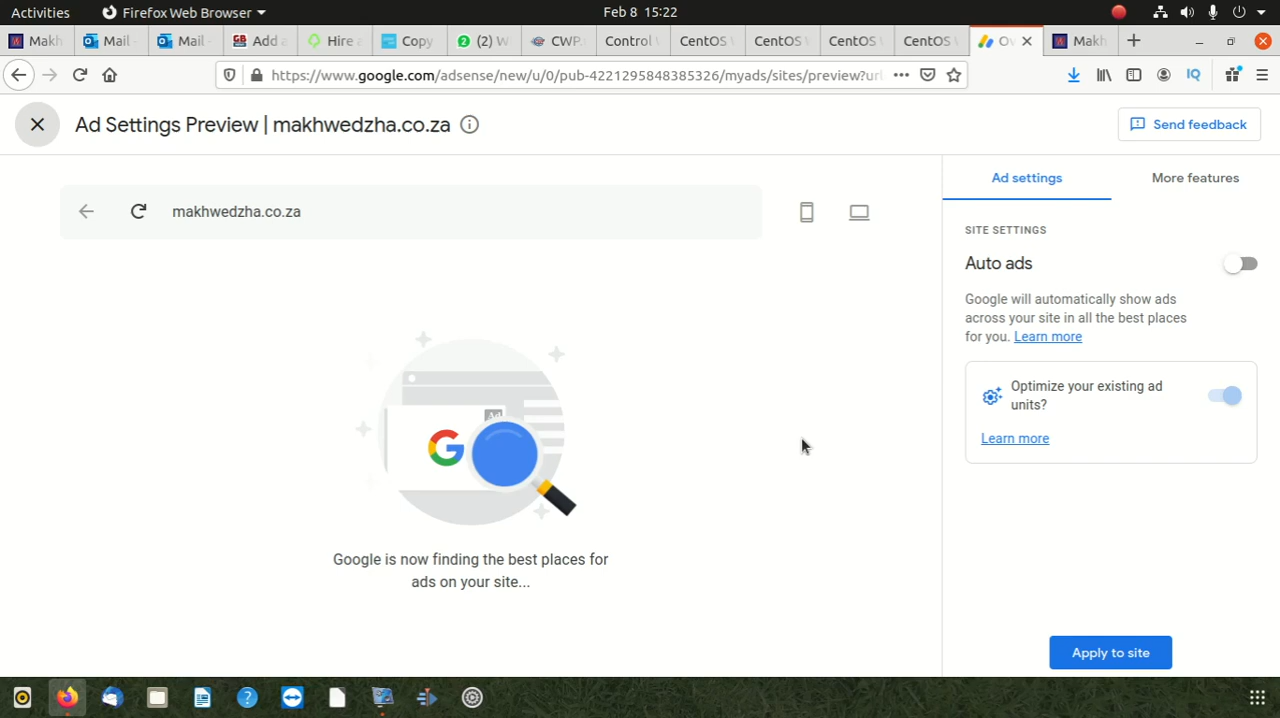 Activities
Firefox Web Browser
Feb 8 15:22
Makh
Mail -
Mail -
Add a
Hire a
Copy
(2) W
CWP.
Control
CentOS
CentOS
CentOS
CentOS
Ov
Makh
https://www.google.com/adsense/new/u/0/pub-4221295848385326/myads/sites/preview?url
IQ
Ad Settings Preview | makhwedzha.co.za
Send feedback
makhwedzha.co.za
Ad settings
More features
SITE SETTINGS
Auto ads
Google will automatically show ads
across your site in all the best places
for you. Learn more
Optimize your existing ad
units?
Learn more
Ad
Google is now finding the best places for
ads on your site...
Apply to site